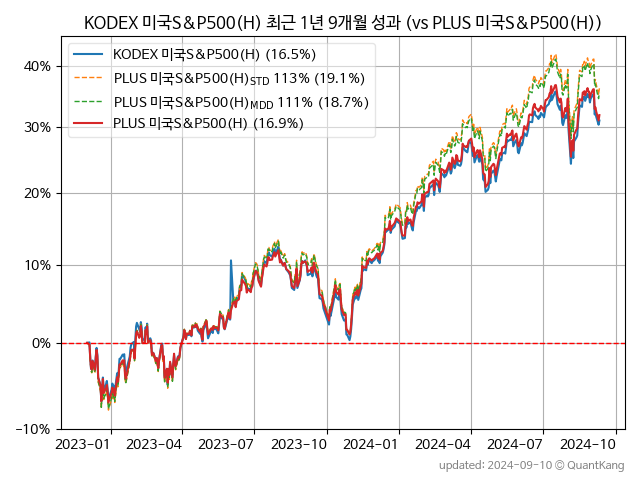 KODEX 미국S&P500(H) 최근 1년 9개월 성과 (vs PLUS 미국S&P500(H))
KODEX 미국S&P500(H) (16.5%)
PLUS 미국S&P500(H)STD 113% (19.1%)
PLUS 미국S&P500(H)MDD 111% (18.7%)
PLUS 미국S&P500(H) (16.9%)
40%
30%
20%
10%
0%
−10%
2023-01 2023-04 2023-07 2023-10 2024-01 2024-04 2024-07 2024-10
updated: 2024-09-10 © QuantKang